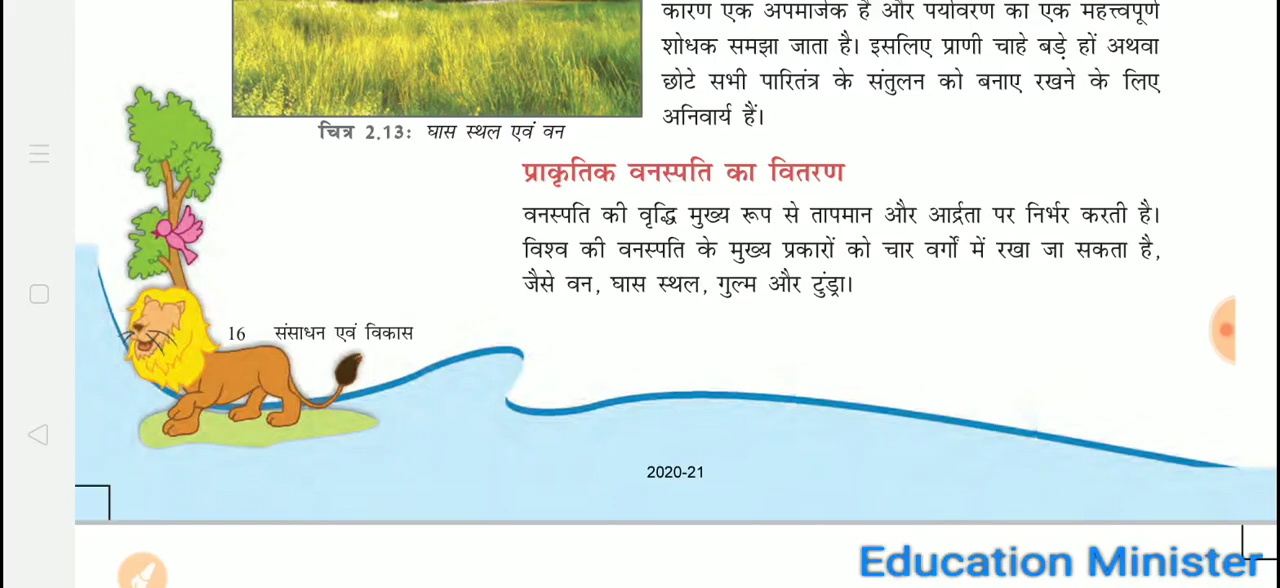 कारण एक अपमार्जक है और पर्यावरण का एक महत्त्वपूर्ण
शोधक समझा जाता है। इसलिए प्राणी चाहे बड़े हों अथवा
छोटे सभी पारितंत्र के संतुलन को बनाए रखने के लिए
अनिवार्य हैं।
चित्र 2.13: घास स्थल एवं वन
प्राकृतिक वनस्पति का वितरण
वनस्पति की वृद्धि मुख्य रूप से तापमान और आर्द्रता पर निर्भर करती है।
विश्व की वनस्पति के मुख्य प्रकारों को चार वर्गों में रखा जा सकता है,
जैसे वन, घास स्थल, गुल्म और टुंड्रा।
16 संसाधन एवं विकास
2020-21
Education Minister